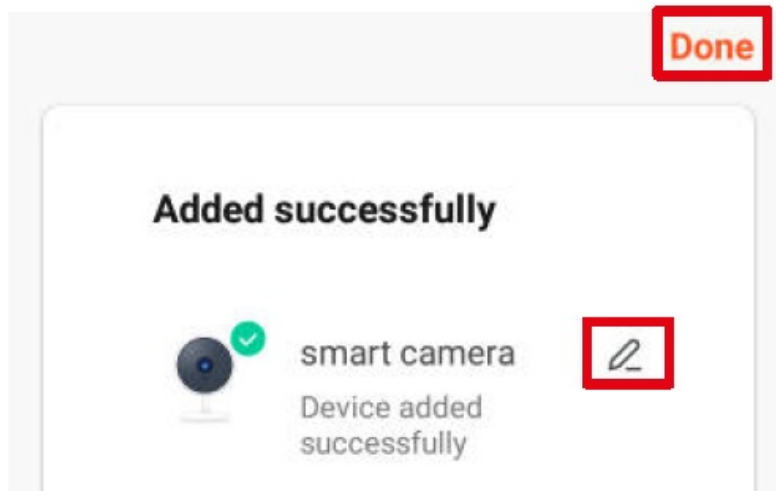 Done
Added successfully
smart camera
Device added
successfully